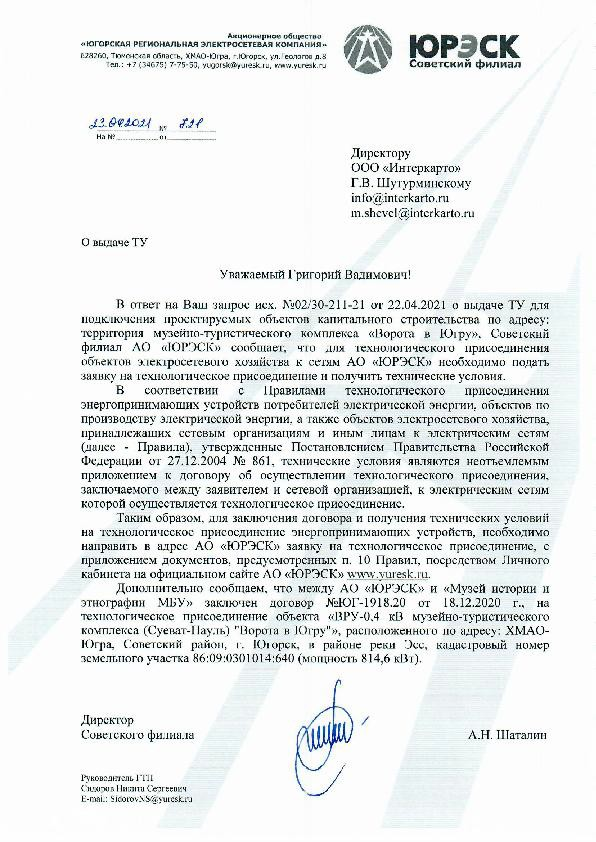 Акционерное общество
«ЮГОРСКАЯ РЕГИОНАЛЬНАЯ ЭЛЕКТРОСЕТЕВАЯ КОМПАНИЯ»
628260, Тюменская область, ХМАО-Югра, г.Югорск, ул.Геологов д.8
Тел.: +7 (34675) 7-75-50, yugorsk@yuresk.ru, www.yuresk.ru
ЮРЭСК
Советский филиал
23.04.2021 №
На № от
Директору
ООО «Интеркарто»
Г.В. Шутурминскому
info@interkarto.ru
m.shevel@interkarto.ru
О выдаче ТУ
Уважаемый Григорий Вадимович!
В ответ на Ваш запрос исх. №02/30-211-21 от 22.04.2021 о выдаче ТУ для
подключения проектируемых объектов капитального строительства по адресу:
территория музейно-туристического комплекса «Ворота в Югру», Советский
филиал АО «ЮРЭСК» сообщает, что для технологического присоединения
объектов электросетевого хозяйства к сетям АО «ЮРЭСК» необходимо подать
заявку на технологическое присоединение и получить технические условия.
В соответствии с Правилами технологического присоединения
энергопринимающих устройств потребителей электрической энергии, объектов по
производству электрической энергии, а также объектов электросетевого хозяйства,
принадлежащих сетевым организациям и иным лицам к электрическим сетям
(далее - Правила), утвержденные Постановлением Правительства Российской
Федерации от 27.12.2004 № 861, технические условия являются неотъемлемым
приложением к договору об осуществлении технологического присоединения,
заключаемого между заявителем и сетевой организацией, к электрическим сетям
которой осуществляется технологическое присоединение.
Таким образом, для заключения договора и получения технических условий
на технологическое присоединение энергопринимающих устройств, необходимо
направить в адрес АО «ЮРЭСК» заявку на технологическое присоединение, с
приложением документов, предусмотренных п. 10 Правил, посредством Личного
кабинета на официальном сайте АО «ЮРЭСК» www.yuresk.ru.
Дополнительно сообщаем, что между АО «ЮРЭСК» и «Музей истории и
этнографии МБУ» заключен договор №ЮГ-1918.20 от 18.12.2020 г., на
технологическое присоединение объекта «ВРУ-0,4 кВ музейно-туристического
комплекса (Суеват-Пауль) "Ворота в Югру"», расположенного по адресу: ХМАО-
Югра, Советский район, г. Югорск, в районе реки Эсс, кадастровый номер
земельного участка 86:09:0301014:640 (мощность 814,6 кВт).
Директор
Советского филиала
А.Н. Шаталин
Руководитель ГТП
Сидоров Никита Сергеевич
E-mail: SidorovNS@yuresk.ru